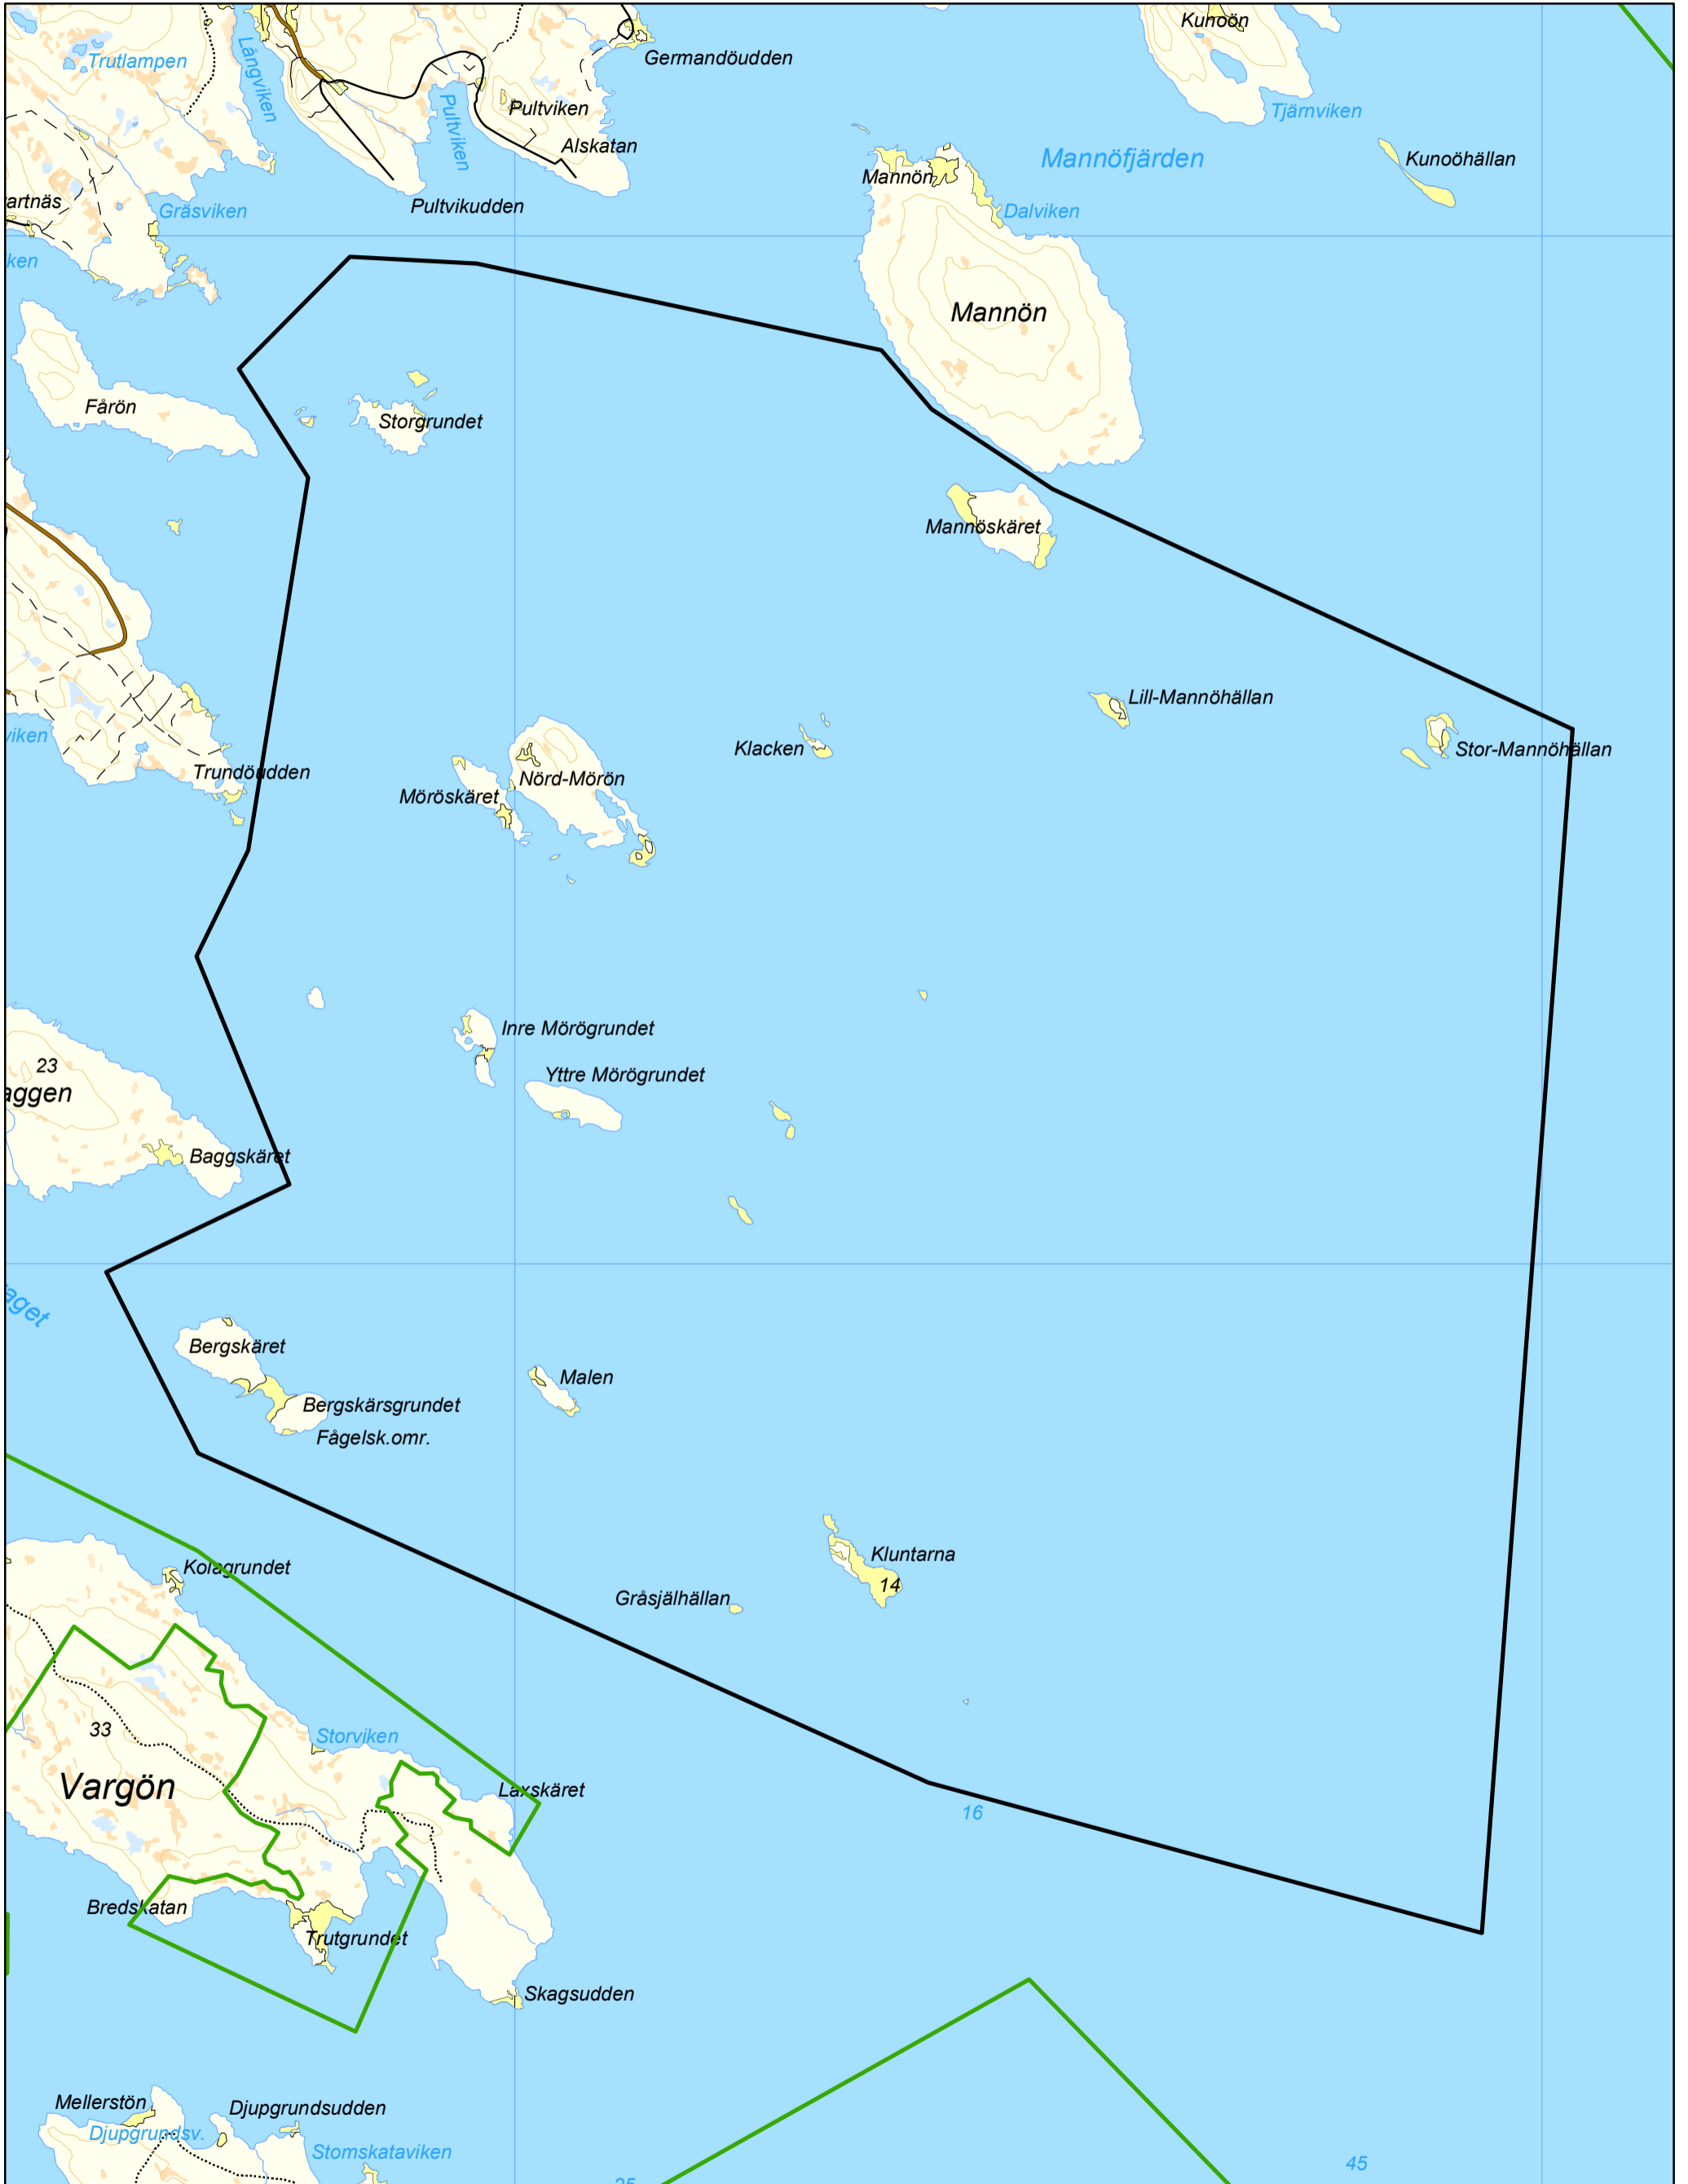 Kunoön
Germandöudden
Trutlampen
Långviken
Pultviken
Pultviken
Tjärnviken
Alskatan
Mannöfjärden
Kunoöhällan
Mannön
artnäs
Pultvikudden
Gräsviken
Dalviken
ken
Mannön
Fårön
Storgrundet
Mannöskäret
Lill-Mannöhällan
viken
Klacken
Stor-Mannöhällan
Trundöudden
Nörd-Mörön
Möröskäret
Inre Mörögrundet
23
Yttre Mörögrundet
aggen
Baggskäret
aget
Bergskäret
Malen
Bergskärsgrundet
Fågelsk.omr.
Kluntarna
Kolagrundet
14
Gråsjälhällan
33
Storviken
Vargön
Laxskäret
16
Bredskatan
Trutgrundet
Skagsudden
Mellerstön
Djupgrundsudden
Djupgrundsv.
Stomskataviken
45
25